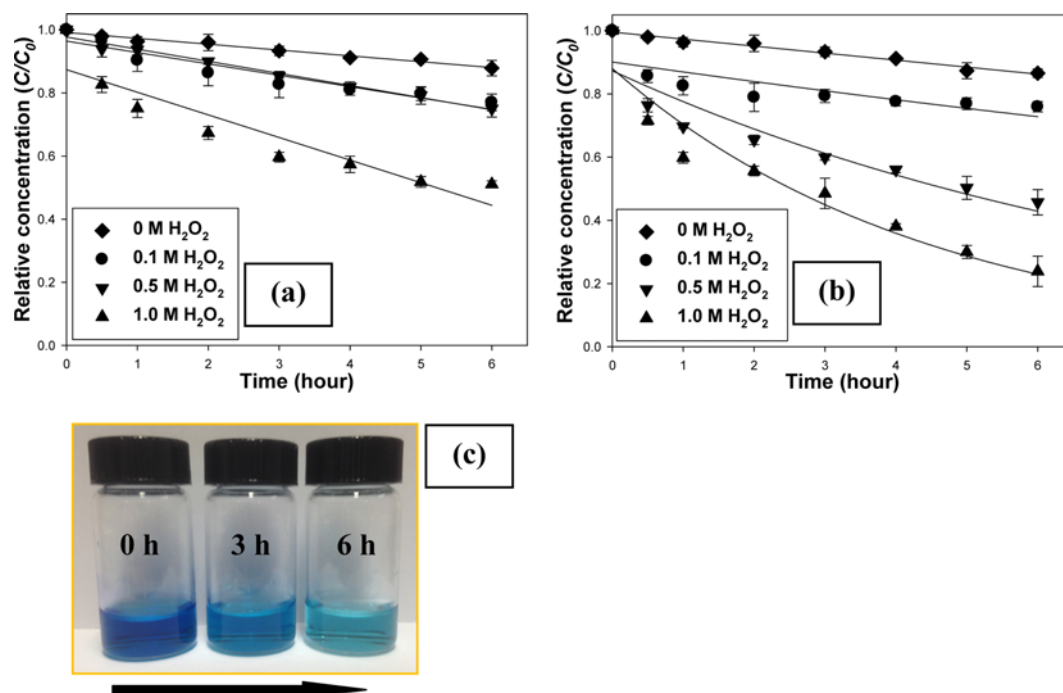 Relative concentration (C/C₀)
1.0
0.8
0.6
0.4
0.2
0.0
0 M H₂O₂
0.1 M H₂O₂
0.5 M H₂O₂
1.0 M H₂O₂
(a)
0 1 2 3 4 5 6
Time (hour)
Relative concentration (C/C₀)
1.0
0.8
0.6
0.4
0.2
0.0
0 M H₂O₂
0.1 M H₂O₂
0.5 M H₂O₂
1.0 M H₂O₂
(b)
0 1 2 3 4 5 6
Time (hour)
(c)
0 h 3 h 6 h